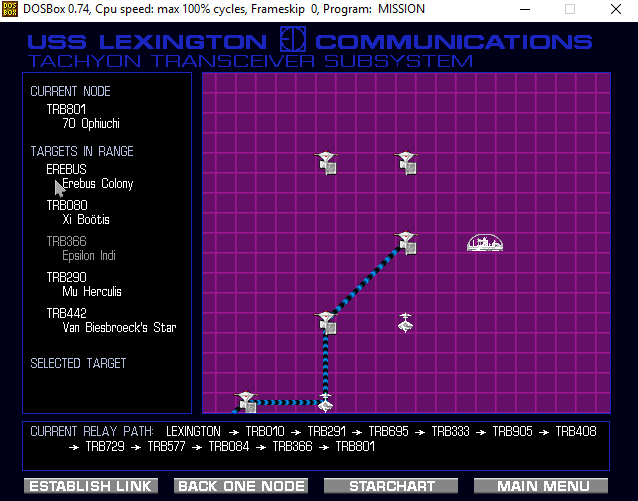 DOS BOX DOSBox 0.74, Cpu speed: max 100% cycles, Frameskip 0, Program: MISSION
USS LEXINGTON COMMUNICATIONS
TACHYON TRANSCEIVER SUBSYSTEM
CURRENT NODE
TRB801
70 Ophiuchi
TARGETS IN RANGE
EREBUS
Erebus Colony
TRB080
Xi Boötis
TRB366
Epsilon Indi
TRB290
Mu Herculis
TRB442
Van Biesbroeck's Star
SELECTED TARGET
CURRENT RELAY PATH: LEXINGTON → TRB010 → TRB291 → TRB695 → TRB333 → TRB905 → TRB408
→ TRB729 → TRB577 → TRB084 → TRB366 → TRB801
ESTABLISH LINK BACK ONE NODE STARCHART MAIN MENU